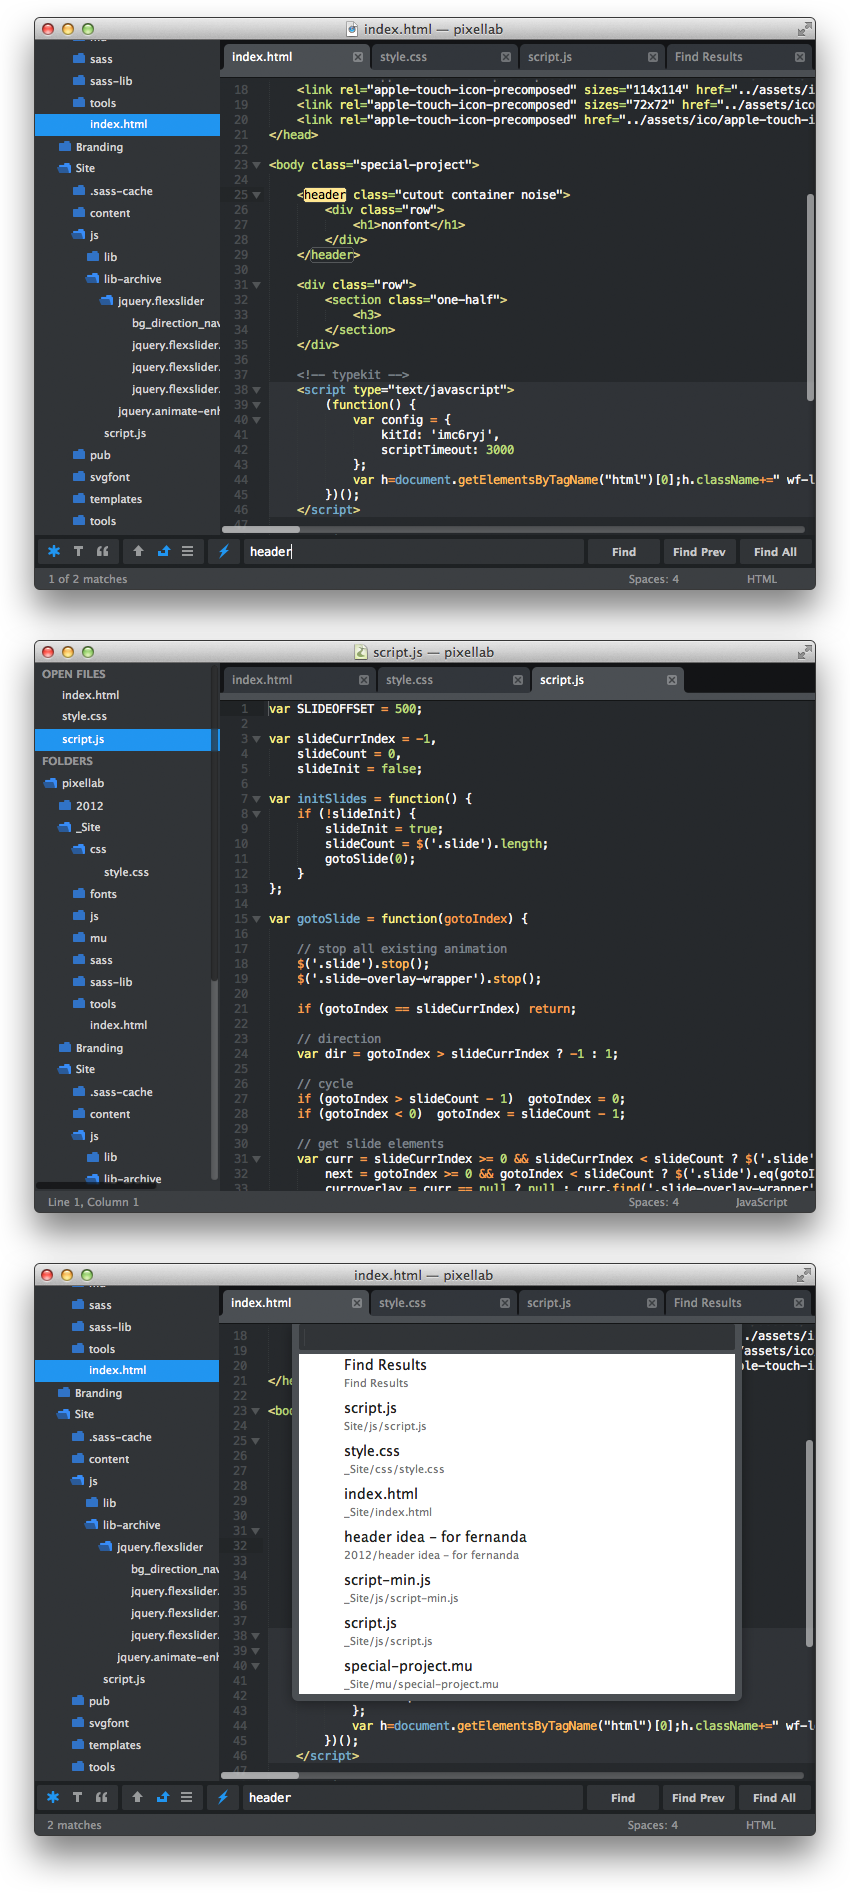 index.html — pixellab
sass
sass-lib
tools
index.html
Branding
Site
.sass-cache
content
js
lib
lib-archive
jquery.flexslider
bg_direction_nav
jquery.flexslider.
jquery.flexslider.
jquery.flexslider.
jquery.animate-enh
script.js
pub
svgfont
templates
tools
index.html style.css script.js Find Results
18 <link rel="apple-touch-icon-precomposed" sizes="114x114" href="../assets/i
19 <link rel="apple-touch-icon-precomposed" sizes="72x72" href="../assets/ico
20 <link rel="apple-touch-icon-precomposed" href="../assets/ico/apple-touch-i
21 </head>
22
23 <body class="special-project">
24
25 <header class="cutout container noise">
26 <div class="row">
27 <h1>nonfont</h1>
28 </div>
29 </header>
30
31 <div class="row">
32 <section class="one-half">
33 <h3>
34 </section>
35 </div>
36
37 <!-- typekit -->
38 <script type="text/javascript">
39 (function() {
40 var config = {
41 kitId: 'imc6ryj',
42 scriptTimeout: 3000
43 };
44 var h=document.getElementsByTagName("html")[0];h.className+=" wf-l
45 })();
46 </script>
47
header Find Find Prev Find All
1 of 2 matches Spaces: 4 HTML
script.js — pixellab
OPEN FILES
index.html
style.css
script.js
FOLDERS
pixellab
2012
_Site
css
style.css
fonts
js
mu
sass
sass-lib
tools
index.html
Branding
Site
.sass-cache
content
js
lib
lib-archive
index.html style.css script.js
1 var SLIDEOFFSET = 500;
2
3 var slideCurrIndex = -1,
4 slideCount = 0,
5 slideInit = false;
6
7 var initSlides = function() {
8 if (!slideInit) {
9 slideInit = true;
10 slideCount = $('.slide').length;
11 gotoSlide(0);
12 }
13 };
14
15 var gotoSlide = function(gotoIndex) {
16
17 // stop all existing animation
18 $('.slide').stop();
19 $('.slide-overlay-wrapper').stop();
20
21 if (gotoIndex == slideCurrIndex) return;
22
23 // direction
24 var dir = gotoIndex > slideCurrIndex ? -1 : 1;
25
26 // cycle
27 if (gotoIndex > slideCount - 1)  gotoIndex = 0;
28 if (gotoIndex < 0)  gotoIndex = slideCount - 1;
29
30 // get slide elements
31 var curr = slideCurrIndex >= 0 && slideCurrIndex < slideCount ? $('.slide'
32 next = gotoIndex >= 0 && gotoIndex < slideCount ? $('.slide').eq(gotoI
33 curroverlay = curr == null ? null : curr.find('.slide-overlay-wrapper'
Line 1, Column 1 Spaces: 4 JavaScript
index.html — pixellab
sass
sass-lib
tools
index.html
Branding
Site
.sass-cache
content
js
lib
lib-archive
jquery.flexslider
bg_direction_nav
jquery.flexslider.
jquery.flexslider.
jquery.flexslider.
jquery.animate-enh
script.js
pub
svgfont
templates
tools
index.html style.css script.js Find Results
18 ./assets/i
19 /assets/ico
20 ple-touch-i
21 </he
22
23 <bod
24
25
26
27
28
29
30
31
32
33
34
35
36
37
38
39
40
41
42
43 };
44 var h=document.getElementsByTagName("html")[0];h.className+=" wf-l
45 })();
46 </script>
47
Find Results
Find Results
script.js
Site/js/script.js
style.css
_Site/css/style.css
index.html
_Site/index.html
header idea - for fernanda
2012/header idea - for fernanda
script-min.js
_Site/js/script-min.js
script.js
_Site/js/script.js
special-project.mu
_Site/mu/special-project.mu
header Find Find Prev Find All
2 matches Spaces: 4 HTML